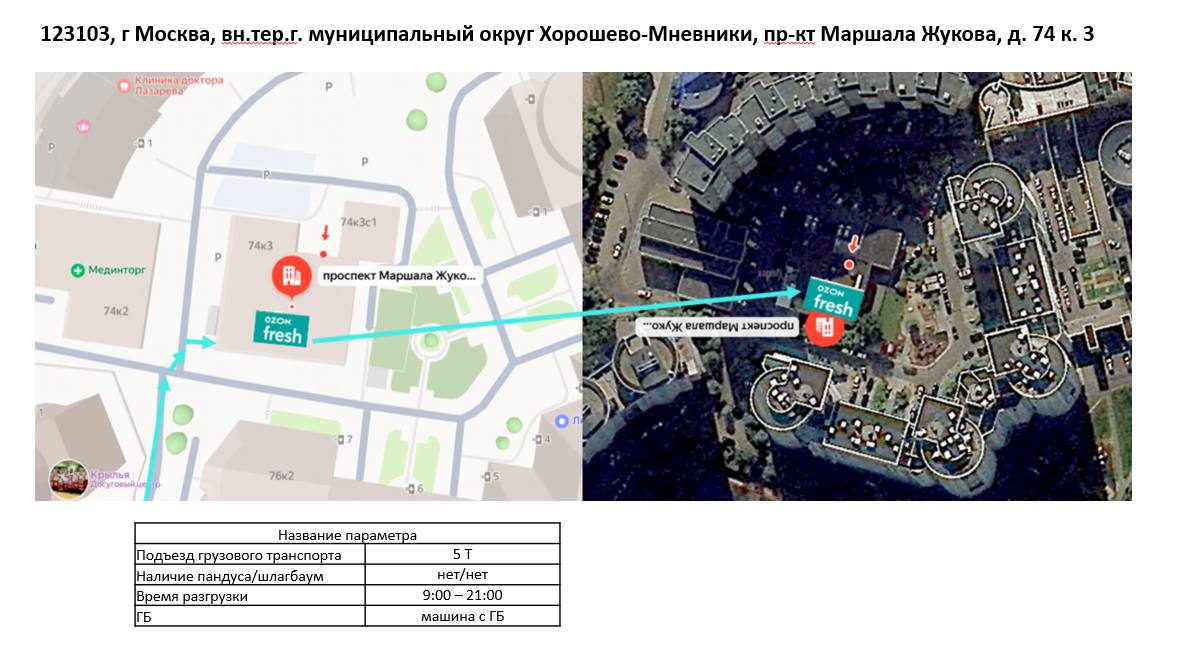 123103, г Москва, вн.тер.г. муниципальный округ Хорошево-Мневники, пр-кт Маршала Жукова, д. 74 к. 3
Клиника доктора
Лазарева
P
P
1
P
P
1
74к3с1
74к3
P
Мединторг
проспект Маршала Жуко...
74к2
OZON
fresh
OZON
fresh
проспект Маршала Жуко...
1
7
4
76к2
5
6
Крылья
Досуговый центр
Название параметра
Подъезд грузового транспорта 5 Т
Наличие пандуса/шлагбаум нет/нет
Время разгрузки 9:00 – 21:00
ГБ машина с ГБ